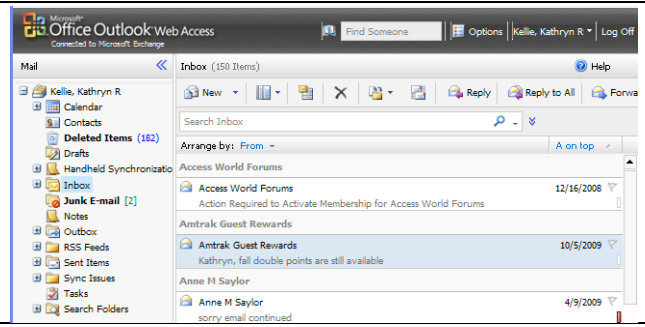 Microsoft®
Office Outlook Web Access
Connected to Microsoft Exchange
Find Someone
Options
Kellie, Kathryn R
Log Off
Mail
Inbox (150 Items)
Help
Kellie, Kathryn R
Calendar
Contacts
Deleted Items (182)
Drafts
Handheld Synchronizatio
Inbox
Junk E-mail [2]
Notes
Outbox
RSS Feeds
Sent Items
Sync Issues
Tasks
Search Folders
New
Reply
Reply to All
Forwa
Search Inbox
Arrange by: From
A on top
Access World Forums
Access World Forums 12/16/2008
Action Required to Activate Membership for Access World Forums
Amtrak Guest Rewards
Amtrak Guest Rewards 10/5/2009
Kathryn, fall double points are still available
Anne M Saylor
Anne M Saylor 4/9/2009
sorry email continued